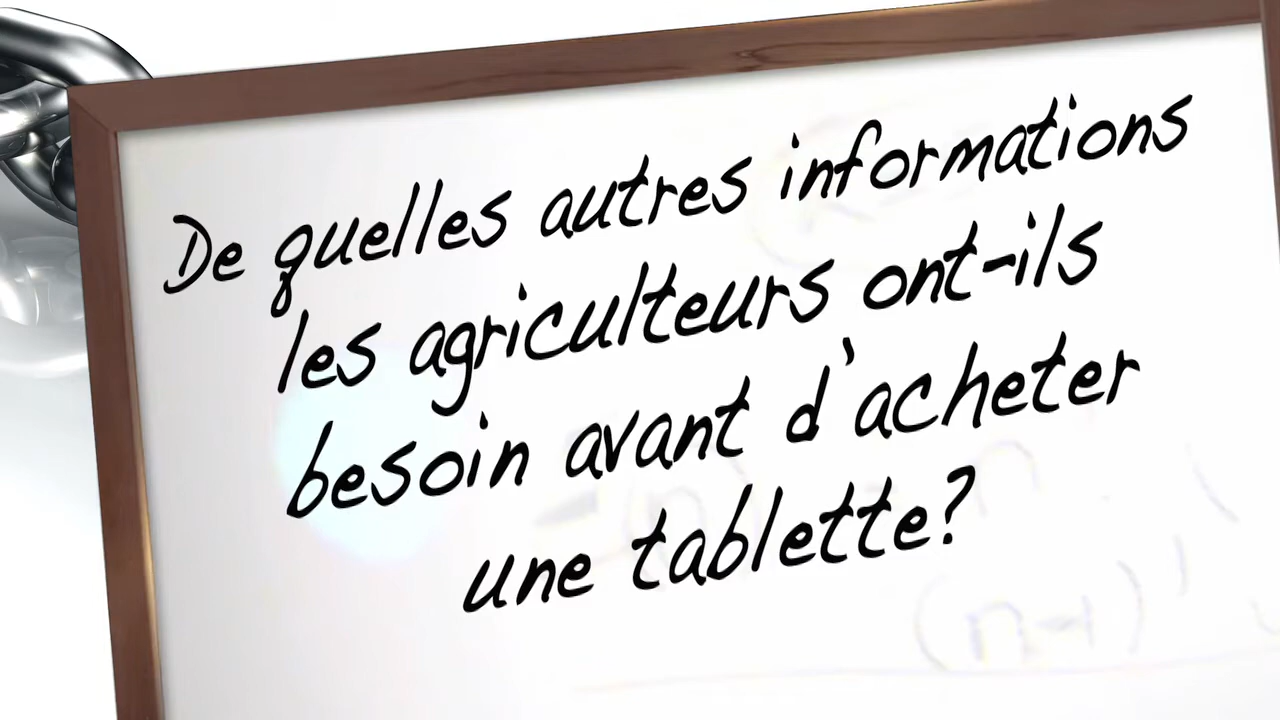 De quelles autres informations
les agriculteurs ont-ils
besoin avant d'acheter
une tablette?